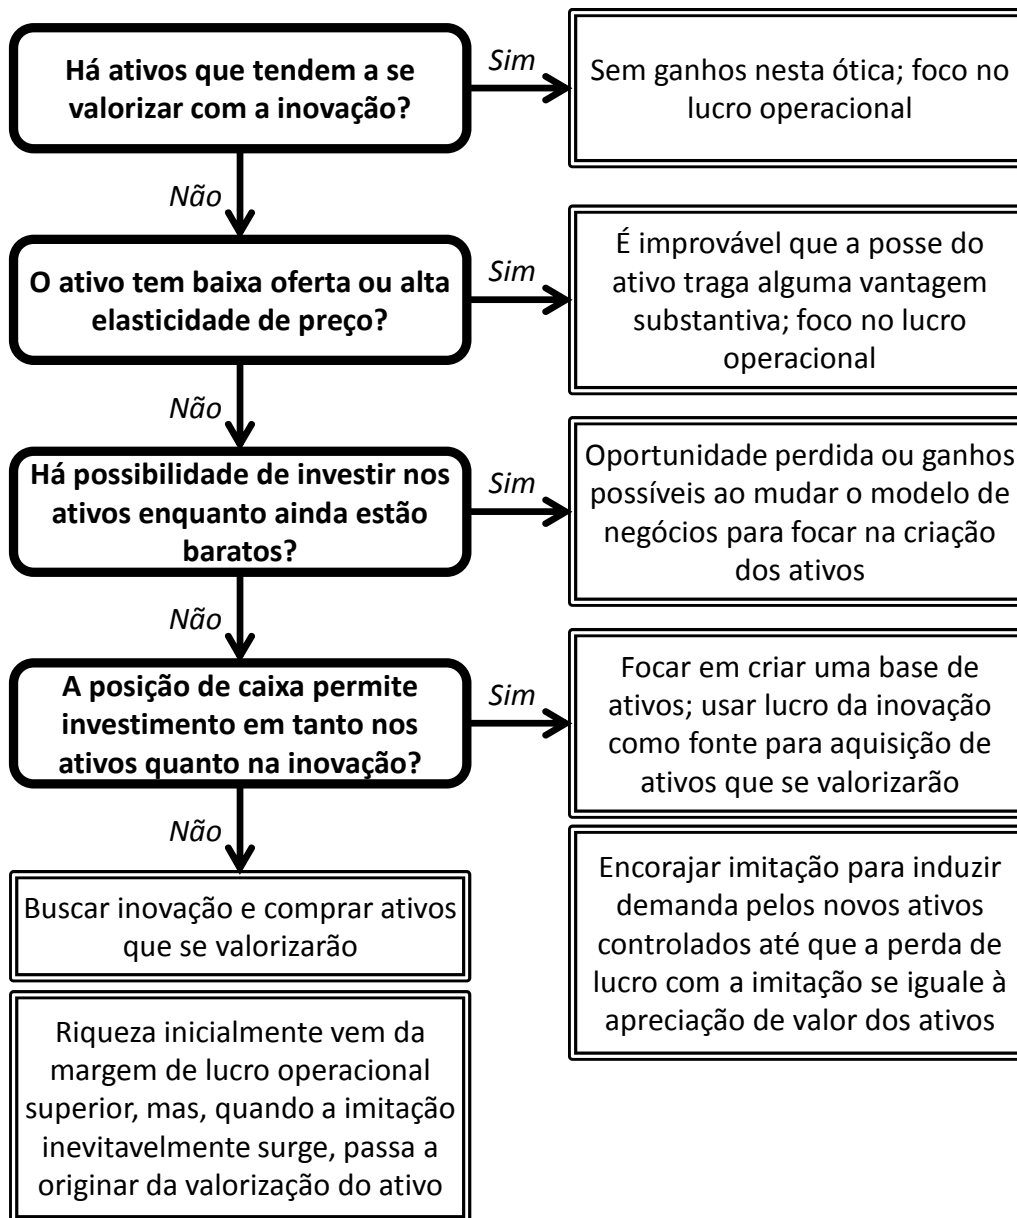 Há ativos que tendem a se
valorizar com a inovação?
Sim
Sem ganhos nesta ótica; foco no
lucro operacional
Não
O ativo tem baixa oferta ou alta
elasticidade de preço?
Sim
É improvável que a posse do
ativo traga alguma vantagem
substantiva; foco no lucro
operacional
Não
Há possibilidade de investir nos
ativos enquanto ainda estão
baratos?
Sim
Oportunidade perdida ou ganhos
possíveis ao mudar o modelo de
negócios para focar na criação
dos ativos
Não
A posição de caixa permite
investimento em tanto nos
ativos quanto na inovação?
Sim
Focar em criar uma base de
ativos; usar lucro da inovação
como fonte para aquisição de
ativos que se valorizarão
Não
Buscar inovação e comprar ativos
que se valorizarão
Encorajar imitação para induzir
demanda pelos novos ativos
controlados até que a perda de
lucro com a imitação se iguale à
apreciação de valor dos ativos
Riqueza inicialmente vem da
margem de lucro operacional
superior, mas, quando a imitação
inevitavelmente surge, passa a
originar da valorização do ativo